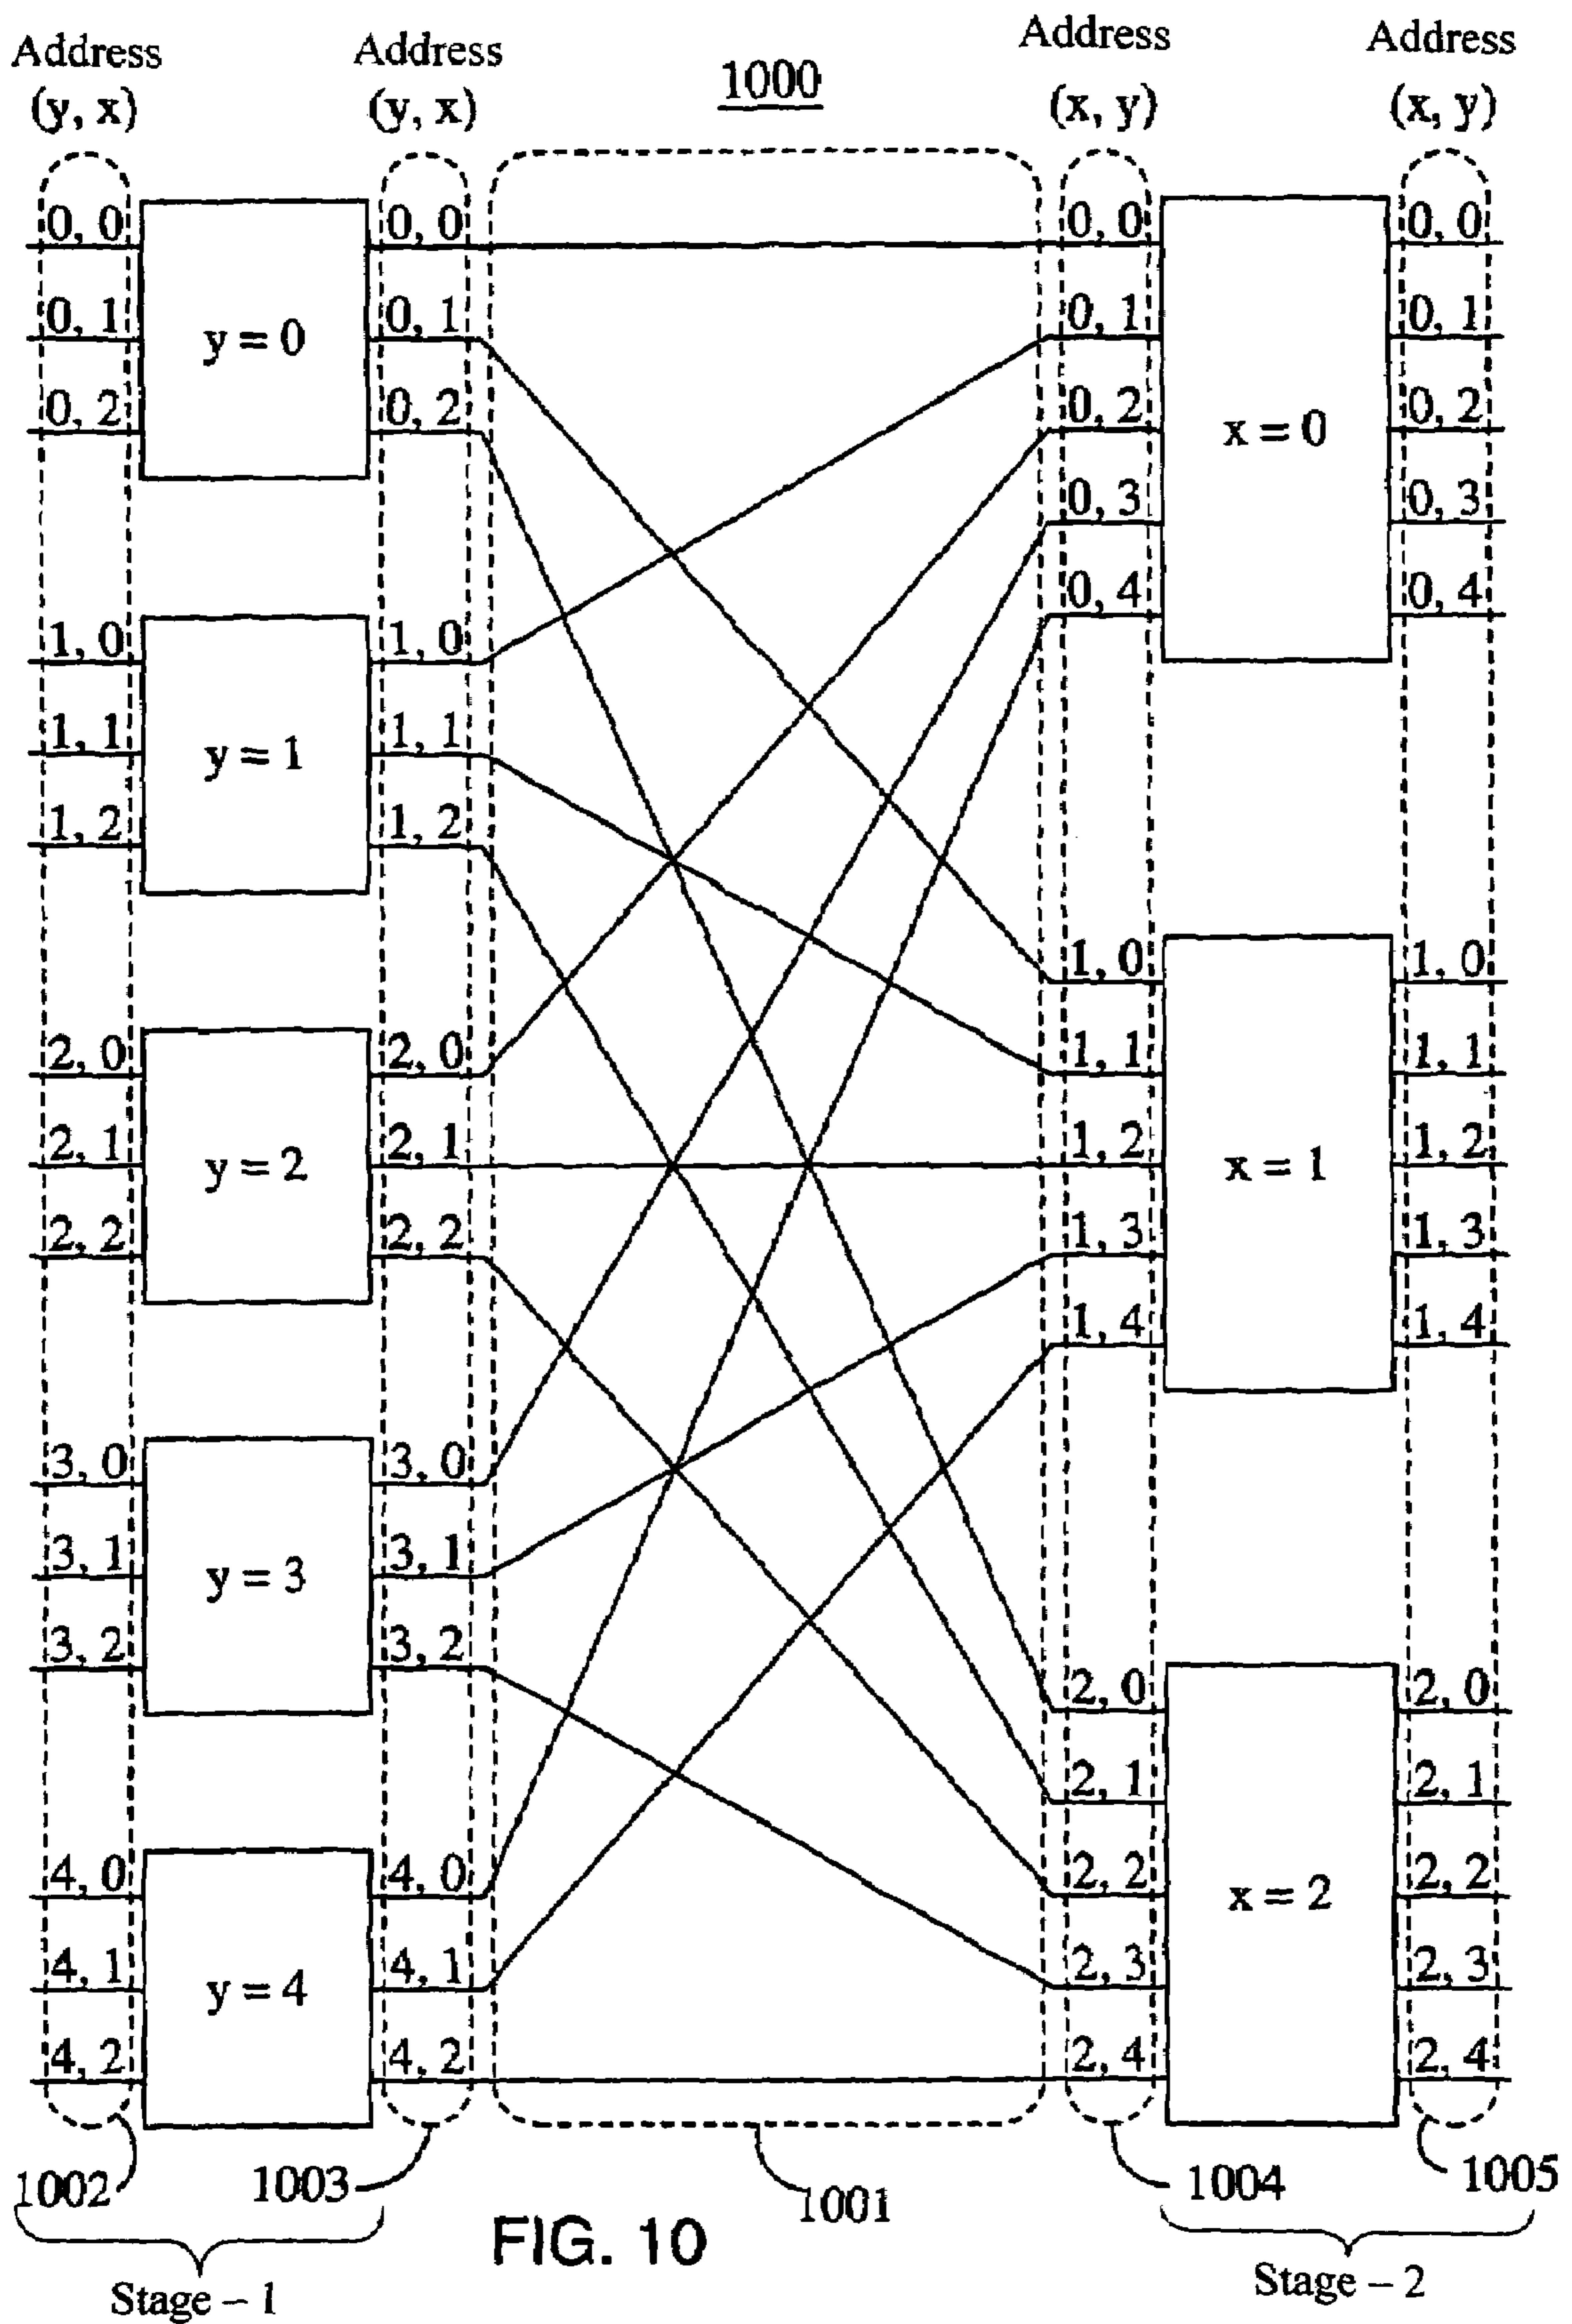 Address Address Address Address
(y, x) (y, x) 1000 (x, y) (x, y)
0, 0 0, 0 0, 0 0, 0
0, 1 y = 0 0, 1 0, 1 0, 1
0, 2 0, 2 0, 2 x = 0 0, 2
0, 3 0, 3
0, 4 0, 4
1, 0 1, 0
1, 1 y = 1 1, 1
1, 2 1, 2
1, 0 1, 0
2, 0 2, 0 1, 1 1, 1
2, 1 y = 2 2, 1 1, 2 x = 1 1, 2
2, 2 2, 2 1, 3 1, 3
1, 4 1, 4
3, 0 3, 0
3, 1 y = 3 3, 1
3, 2 3, 2
2, 0 2, 0
2, 1 2, 1
4, 0 4, 0 2, 2 x = 2 2, 2
4, 1 y = 4 4, 1 2, 3 2, 3
4, 2 4, 2 2, 4 2, 4
1002 1003 1001 1004 1005
FIG. 10
Stage – 1 Stage – 2